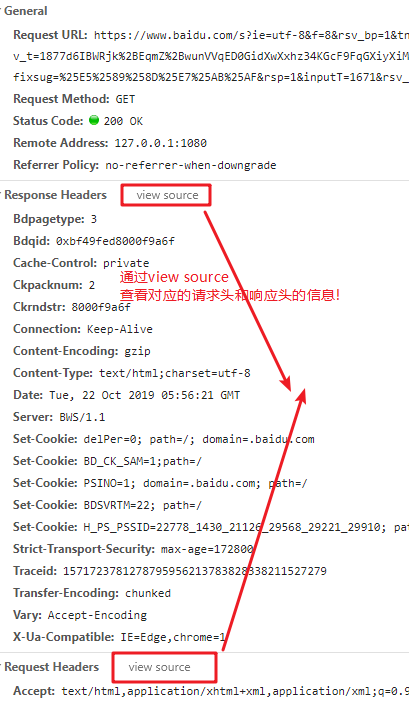 General
Request URL: https://www.baidu.com/s?ie=utf-8&f=8&rsv_bp=1&tn
v_t=1877d6IBWRjk%2BEqmZ%2BwunVVqED0GidXwXxhz34KGcF9FqGXiyXiM
fixsug=%25E5%2589%258D%25E7%25AB%25AF&rsp=1&inputT=1671&rsv_
Request Method: GET
Status Code: 200 OK
Remote Address: 127.0.0.1:1080
Referrer Policy: no-referrer-when-downgrade
Response Headers view source
Bdpagetype: 3
Bdqid: 0xbf49fed8000f9a6f
Cache-Control: private
Ckpacknum: 2
通过view source
查看对应的请求头和响应头的信息!
Ckrndstr: 8000f9a6f
Connection: Keep-Alive
Content-Encoding: gzip
Content-Type: text/html;charset=utf-8
Date: Tue, 22 Oct 2019 05:56:21 GMT
Server: BWS/1.1
Set-Cookie: delPer=0; path=/; domain=.baidu.com
Set-Cookie: BD_CK_SAM=1;path=/
Set-Cookie: PSINO=1; domain=.baidu.com; path=/
Set-Cookie: BDSVRTM=22; path=/
Set-Cookie: H_PS_PSSID=22778_1430_21126_29568_29221_29910; pat
Strict-Transport-Security: max-age=172800
Traceid: 1571723781278795956213783828338211527279
Transfer-Encoding: chunked
Vary: Accept-Encoding
X-Ua-Compatible: IE=Edge,chrome=1
Request Headers view source
Accept: text/html,application/xhtml+xml,application/xml;q=0.9